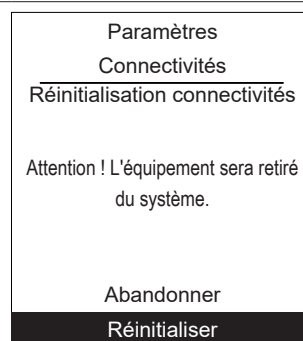 Paramètres
Connectivités
Réinitialisation connectivités
Attention ! L'équipement sera retiré
du système.
Abandonner
Réinitialiser